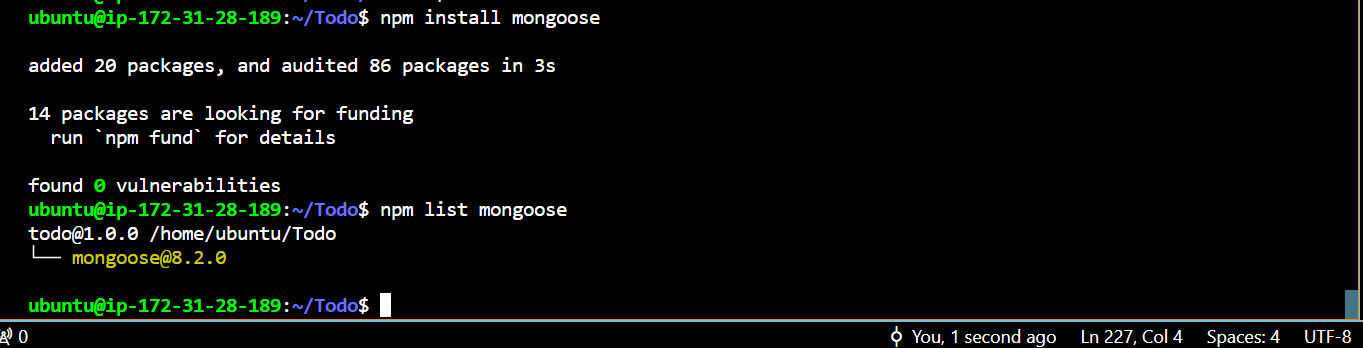 ubuntu@ip-172-31-28-189:~/Todo$ npm install mongoose
added 20 packages, and audited 86 packages in 3s
14 packages are looking for funding
run `npm fund` for details
found 0 vulnerabilities
ubuntu@ip-172-31-28-189:~/Todo$ npm list mongoose
todo@1.0.0 /home/ubuntu/Todo
└── mongoose@8.2.0
ubuntu@ip-172-31-28-189:~/Todo$
0 You, 1 second ago Ln 227, Col 4 Spaces: 4 UTF-8